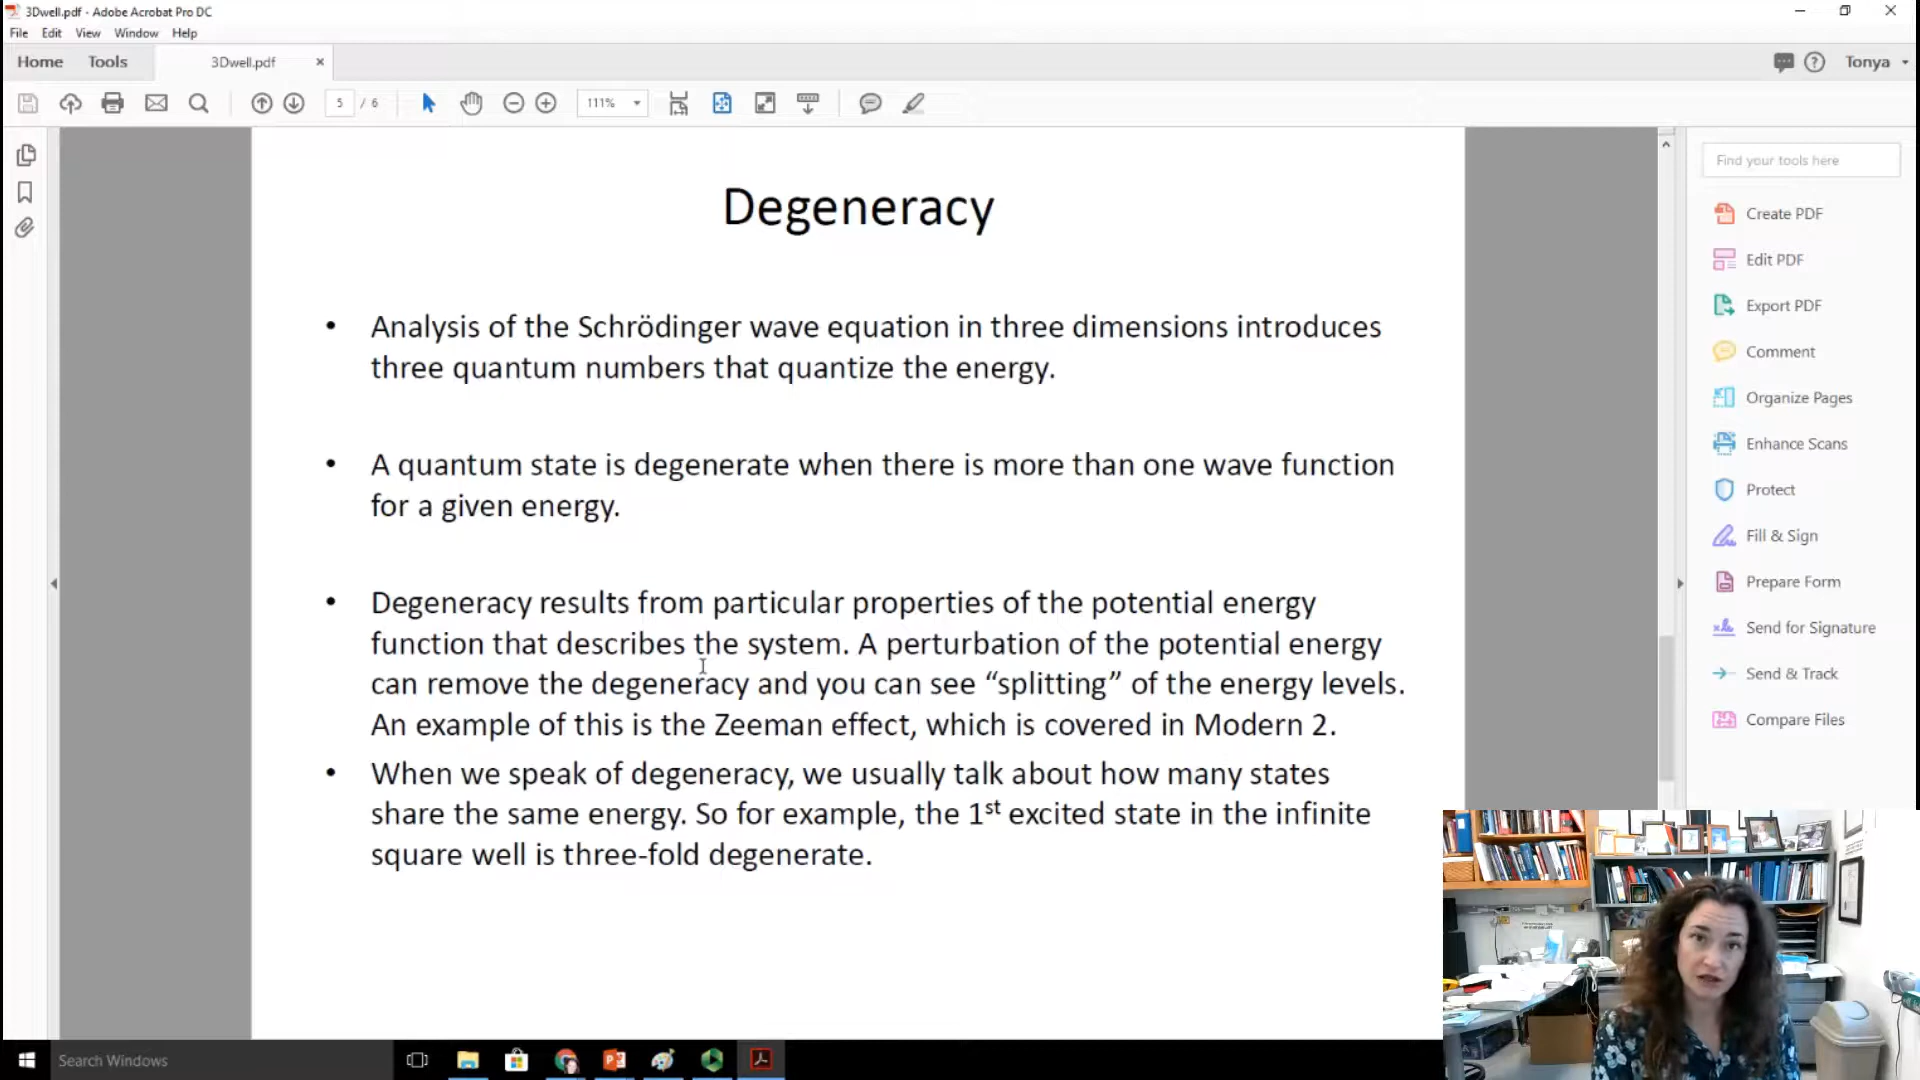 3Dwell.pdf - Adobe Acrobat Pro DC
File Edit View Window Help
Home Tools 3Dwell.pdf × Tonya
5 / 6 111%
Find your tools here
Create PDF
Edit PDF
Export PDF
Comment
Organize Pages
Enhance Scans
Protect
Fill & Sign
Prepare Form
Send for Signature
Send & Track
Compare Files
Degeneracy
• Analysis of the Schrödinger wave equation in three dimensions introduces
three quantum numbers that quantize the energy.
• A quantum state is degenerate when there is more than one wave function
for a given energy.
• Degeneracy results from particular properties of the potential energy
function that describes the system. A perturbation of the potential energy
can remove the degeneracy and you can see “splitting” of the energy levels.
An example of this is the Zeeman effect, which is covered in Modern 2.
• When we speak of degeneracy, we usually talk about how many states
share the same energy. So for example, the 1st excited state in the infinite
square well is three-fold degenerate.
Search Windows